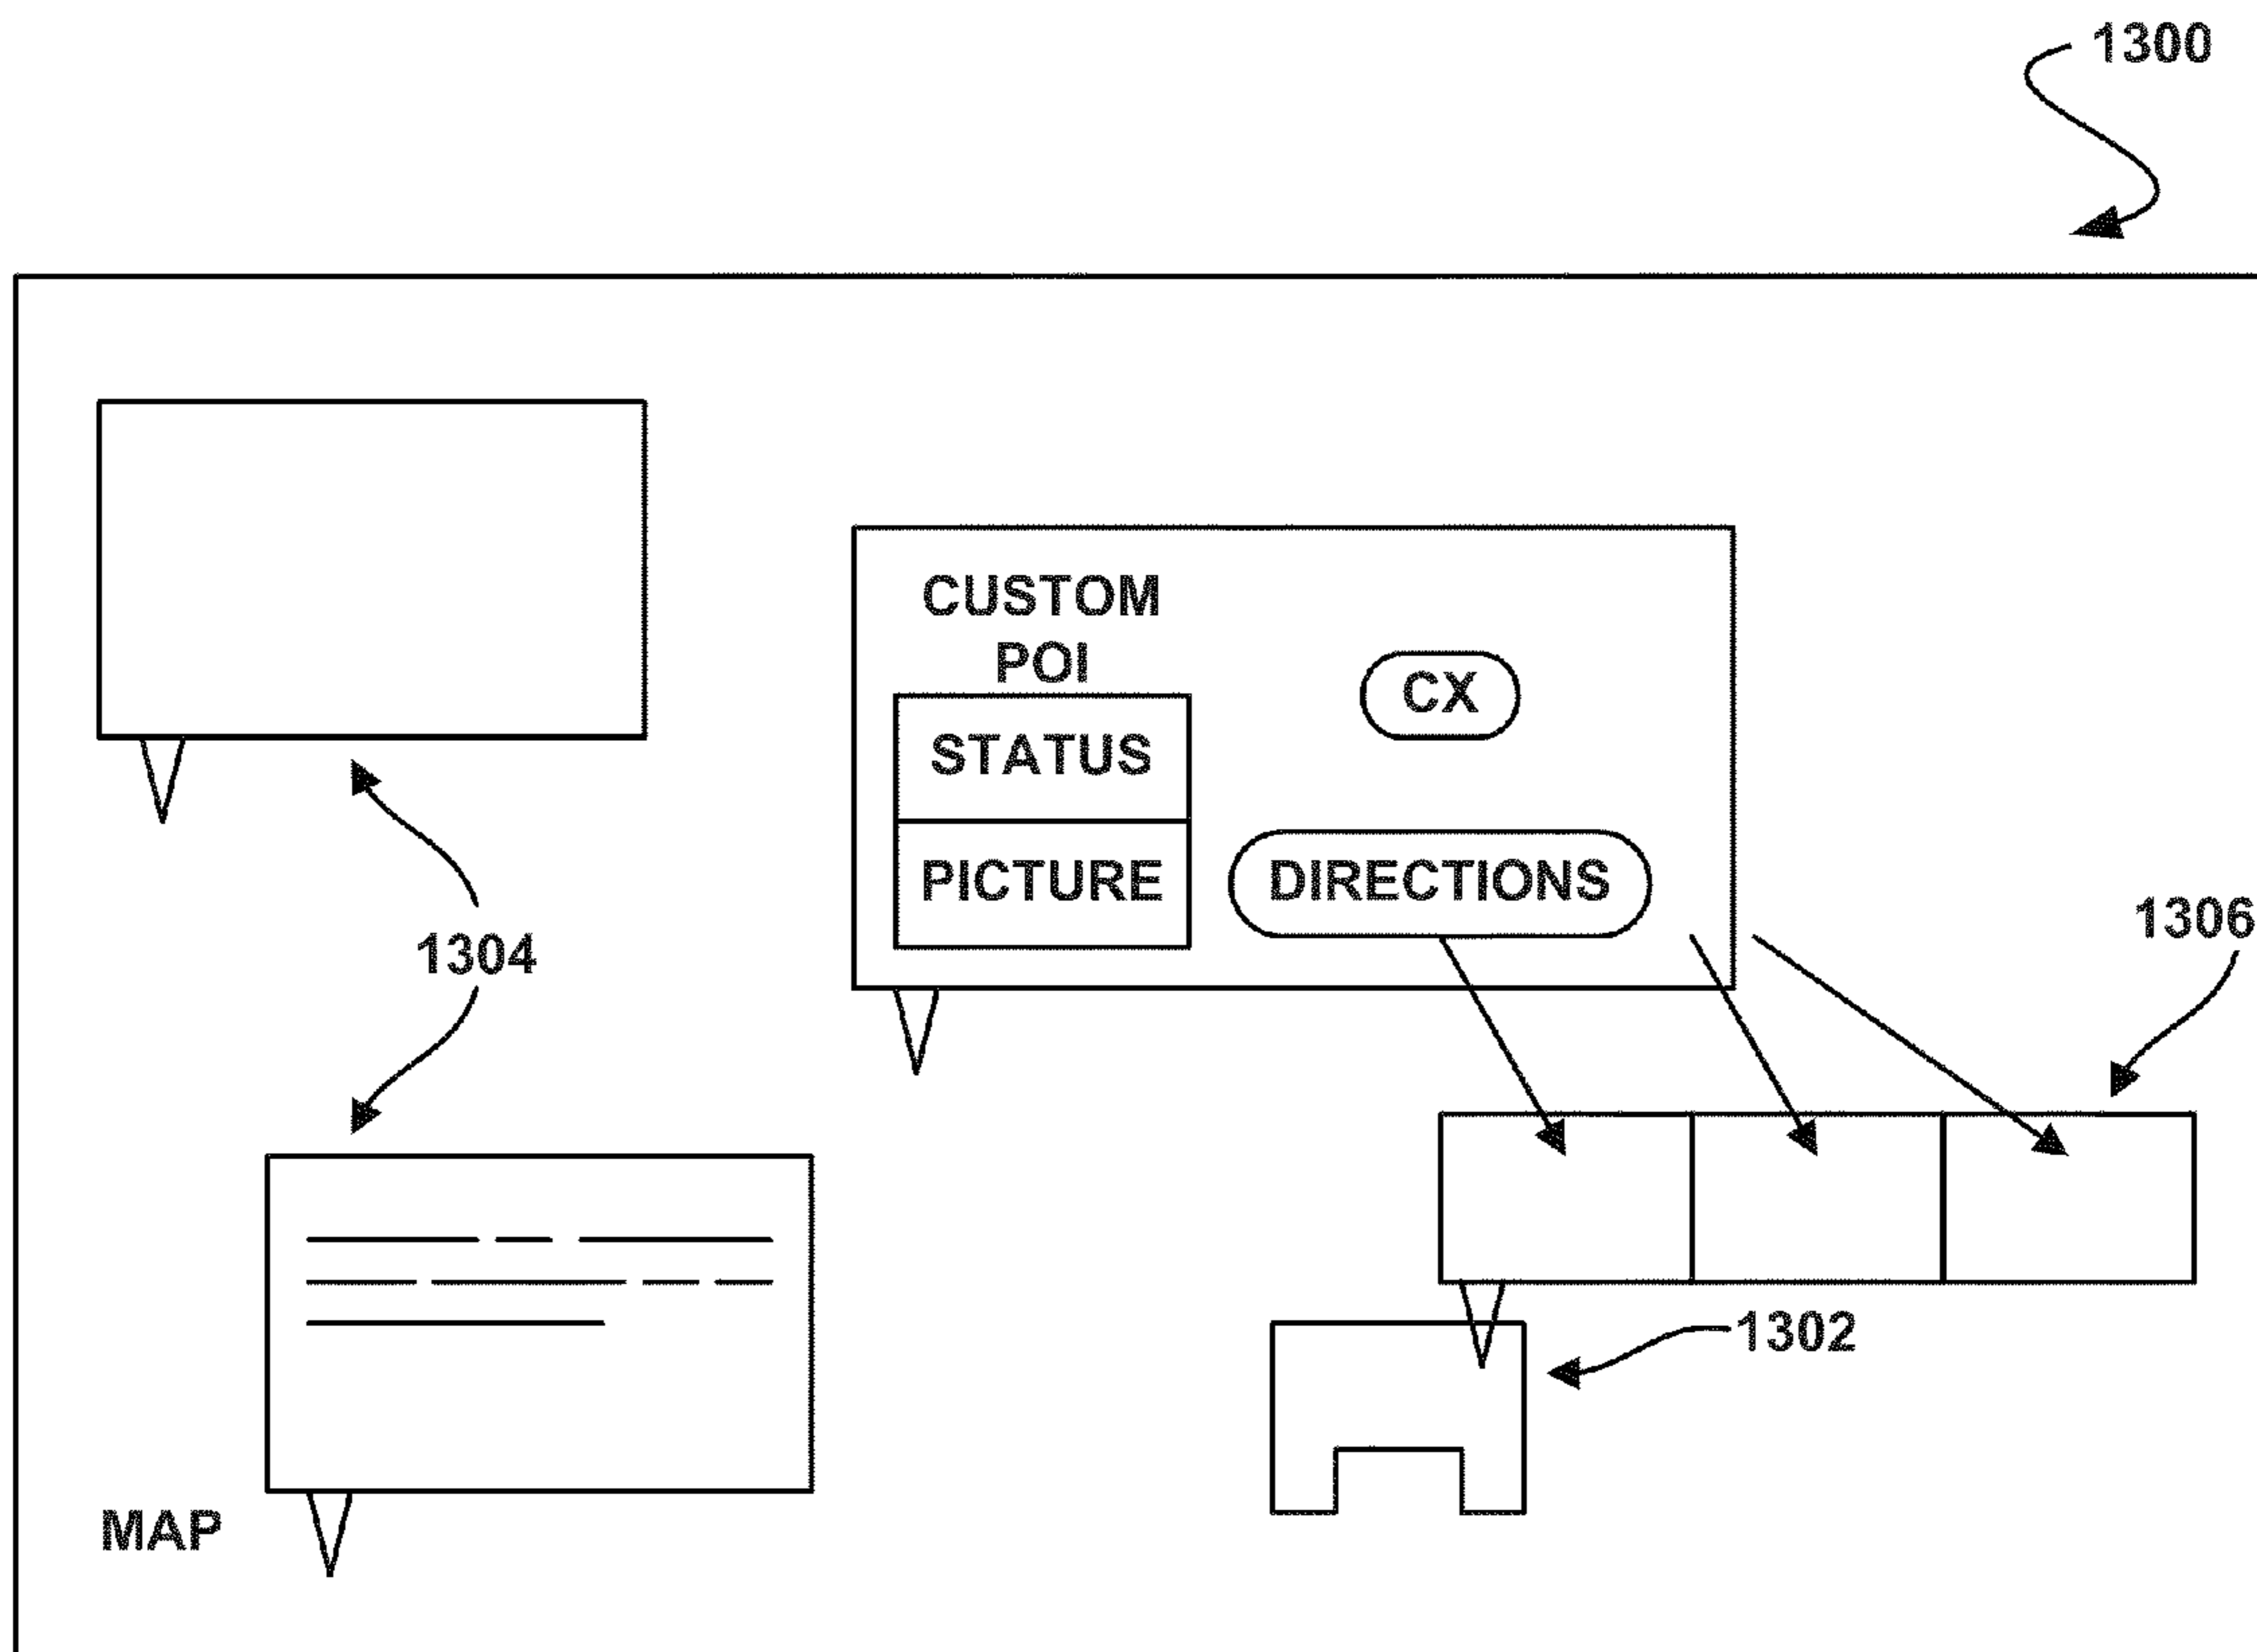 1300
CUSTOM
POI
CX
STATUS
PICTURE
DIRECTIONS
1306
1304
1302
MAP